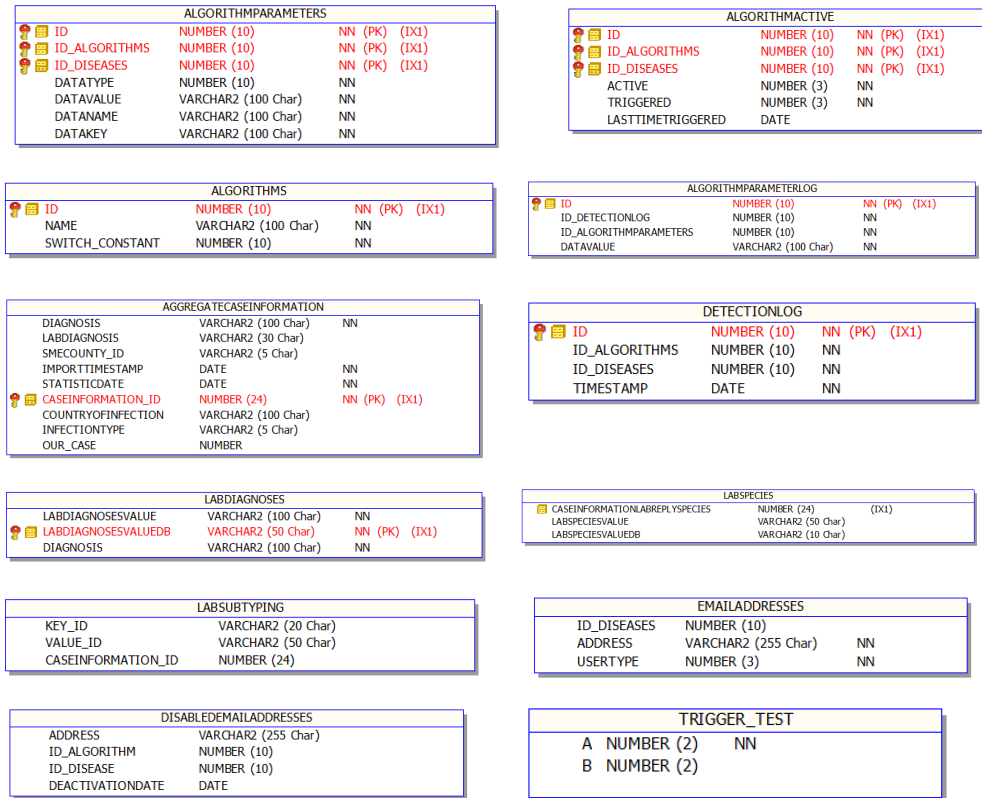 ALGORITHMPARAMETERS
ID NUMBER (10) NN (PK) (IX1)
ID_ALGORITHMS NUMBER (10) NN (PK) (IX1)
ID_DISEASES NUMBER (10) NN (PK) (IX1)
DATATYPE NUMBER (10) NN
DATAVALUE VARCHAR2 (100 Char) NN
DATANAME VARCHAR2 (100 Char) NN
DATAKEY VARCHAR2 (100 Char) NN
ALGORITHMACTIVE
ID NUMBER (10) NN (PK) (IX1)
ID_ALGORITHMS NUMBER (10) NN (PK) (IX1)
ID_DISEASES NUMBER (10) NN (PK) (IX1)
ACTIVE NUMBER (3) NN
TRIGGERED NUMBER (3) NN
LASTTIMETRIGGERED DATE
ALGORITHMS
ID NUMBER (10) NN (PK) (IX1)
NAME VARCHAR2 (100 Char) NN
SWITCH_CONSTANT NUMBER (10) NN
ALGORITHMPARAMETERLOG
ID NUMBER (10) NN (PK) (IX1)
ID_DETECTIONLOG NUMBER (10) NN
ID_ALGORITHMPARAMETERS NUMBER (10) NN
DATAVALUE VARCHAR2 (100 Char) NN
AGGREGATECASEINFORMATION
DIAGNOSIS VARCHAR2 (100 Char) NN
LABDIAGNOSIS VARCHAR2 (30 Char)
SMECOUNTY_ID VARCHAR2 (5 Char)
IMPORTTIMESTAMP DATE NN
STATISTICDATE DATE NN
CASEINFORMATION_ID NUMBER (24) NN (PK) (IX1)
COUNTRYOFINFECTION VARCHAR2 (100 Char)
INFECTIONTYPE VARCHAR2 (5 Char)
OUR_CASE NUMBER
DETECTIONLOG
ID NUMBER (10) NN (PK) (IX1)
ID_ALGORITHMS NUMBER (10) NN
ID_DISEASES NUMBER (10) NN
TIMESTAMP DATE NN
LABDIAGNOSES
LABDIAGNOSESVALUE VARCHAR2 (100 Char) NN
LABDIAGNOSESVALUEDB VARCHAR2 (50 Char) NN (PK) (IX1)
DIAGNOSIS VARCHAR2 (100 Char) NN
LABSPECIES
CASEINFORMATIONLABREPLYSPECIES NUMBER (24) (IX1)
LABSPECIESVALUE VARCHAR2 (50 Char)
LABSPECIESVALUEDB VARCHAR2 (10 Char)
LABSUBTYPING
KEY_ID VARCHAR2 (20 Char)
VALUE_ID VARCHAR2 (50 Char)
CASEINFORMATION_ID NUMBER (24)
EMAILADDRESSES
ID_DISEASES NUMBER (10)
ADDRESS VARCHAR2 (255 Char) NN
USERTYPE NUMBER (3) NN
DISABLEDEMAILADDRESSES
ADDRESS VARCHAR2 (255 Char)
ID_ALGORITHM NUMBER (10)
ID_DISEASE NUMBER (10)
DEACTIVATIONDATE DATE
TRIGGER_TEST
A NUMBER (2) NN
B NUMBER (2)